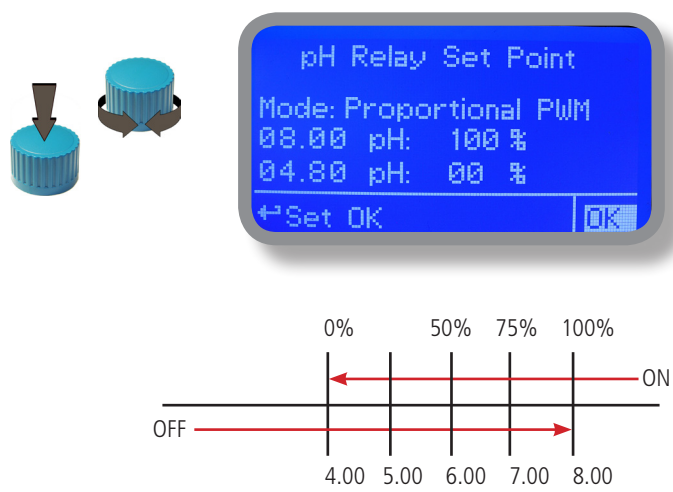 pH Relay Set Point
Mode: Proportional PWM
08.00 pH: 100 %
04.80 pH: 00 %
↵Set OK OK
0% 50% 75% 100%
ON
OFF
4.00 5.00 6.00 7.00 8.00